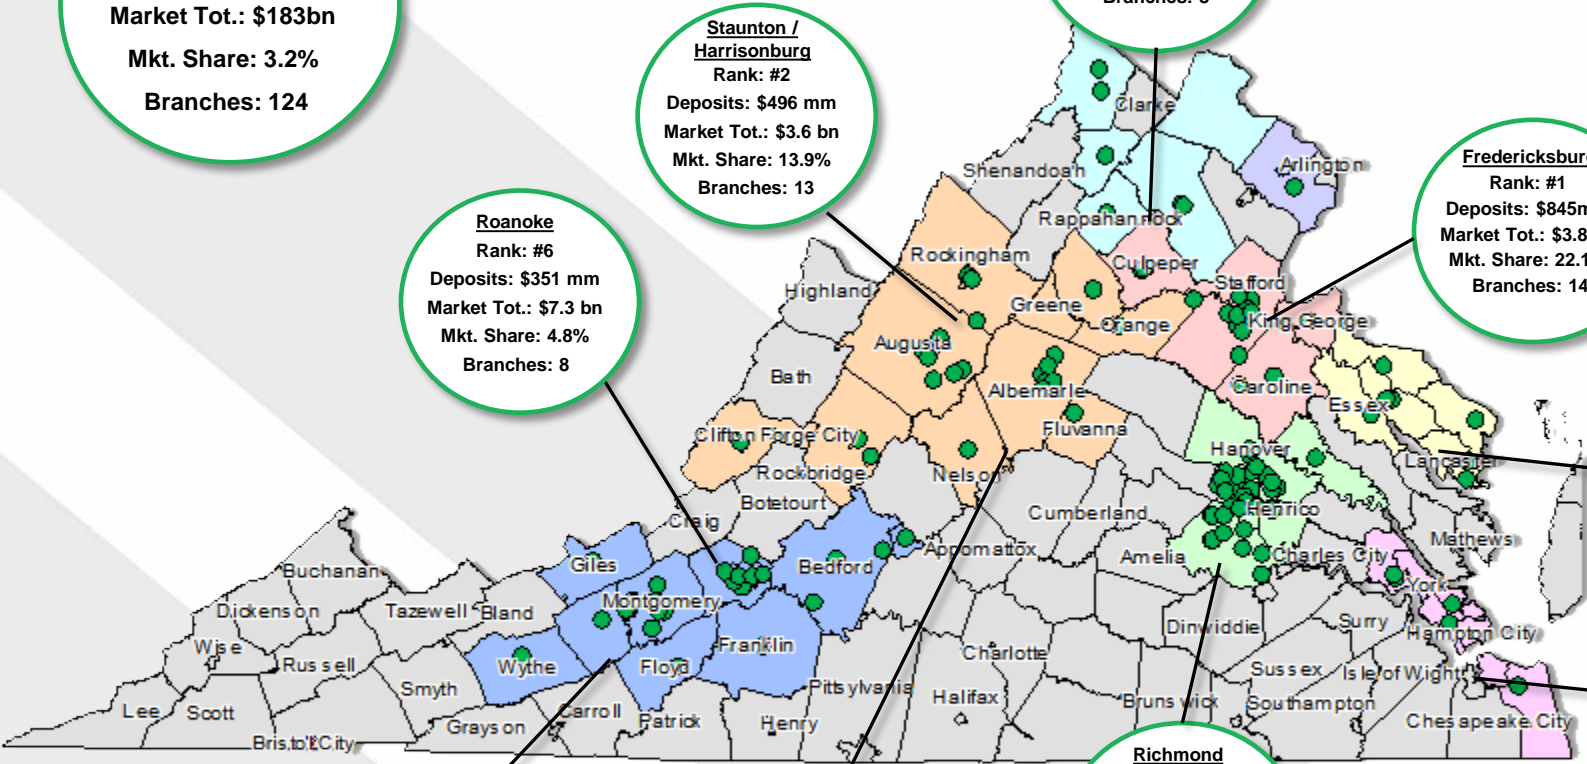 Market Tot.: $183bn
Mkt. Share: 3.2%
Branches: 124
Staunton /
Harrisonburg
Rank: #2
Deposits: $496 mm
Market Tot.: $3.6 bn
Mkt. Share: 13.9%
Branches: 13
Roanoke
Rank: #6
Deposits: $351 mm
Market Tot.: $7.3 bn
Mkt. Share: 4.8%
Branches: 8
Rank: #1
Deposits: $845m
Market Tot.: $3.8
Mkt. Share: 22.1
Branches: 14
Clarke
Shenandoah
Arlington
Rappahannock
Rockingham
Culpeper
Highland
Greene
Stafford
Orange
King George
Augusta
Bath
Albemarle
Caroline
Essex
Clifton Forge City
Fluvanna
Hanover
Rockbridge
Nelson
Lancaster
Botetourt
Craig
Cumberland
Henrico
Appomattox
Amelia
Charles City
Mathews
Giles
Bedford
York
Buchanan
Dickenson
Tazewell
Bland
Montgomery
Dinwiddie
Surry
Hampton City
Wise
Russell
Wythe
Floyd
Franklin
Charlotte
Sussex
Isle of Wight
Smyth
Pittsylvania
Halifax
Brunswick
Southampton
Lee
Scott
Grayson
Carroll
Patrick
Henry
Chesapeake City
Bristol City
Richmond